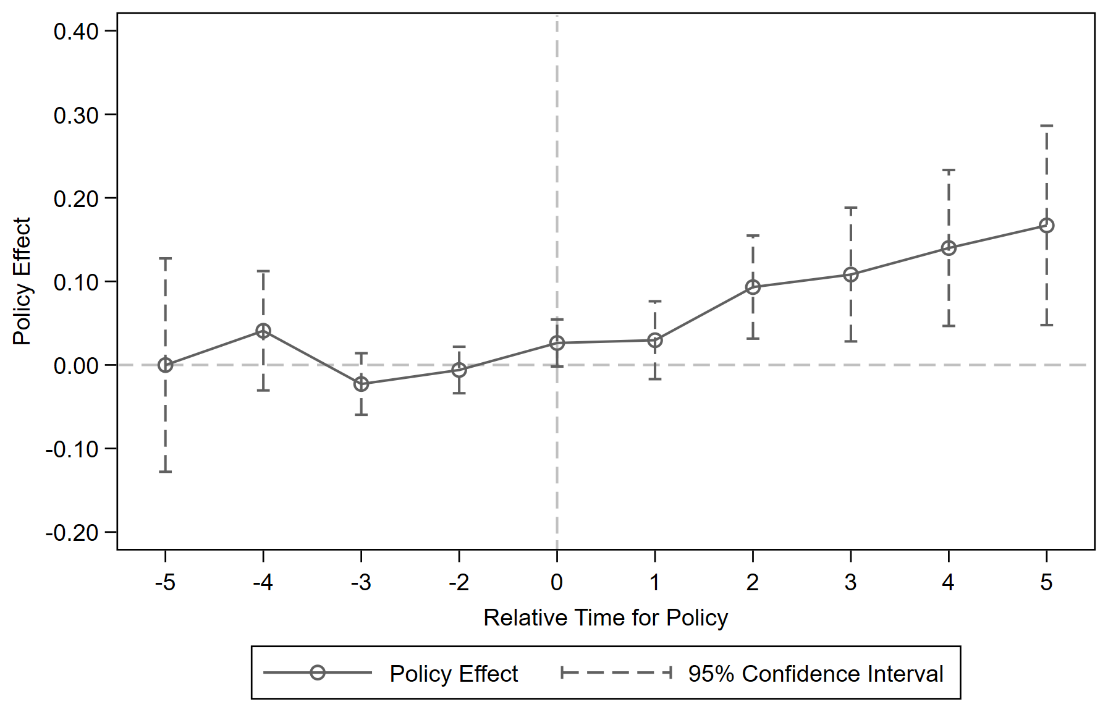 0.40
0.30
0.20
0.10
0.00
-0.10
-0.20
Policy Effect
-5 -4 -3 -2 0 1 2 3 4 5
Relative Time for Policy
Policy Effect 95% Confidence Interval